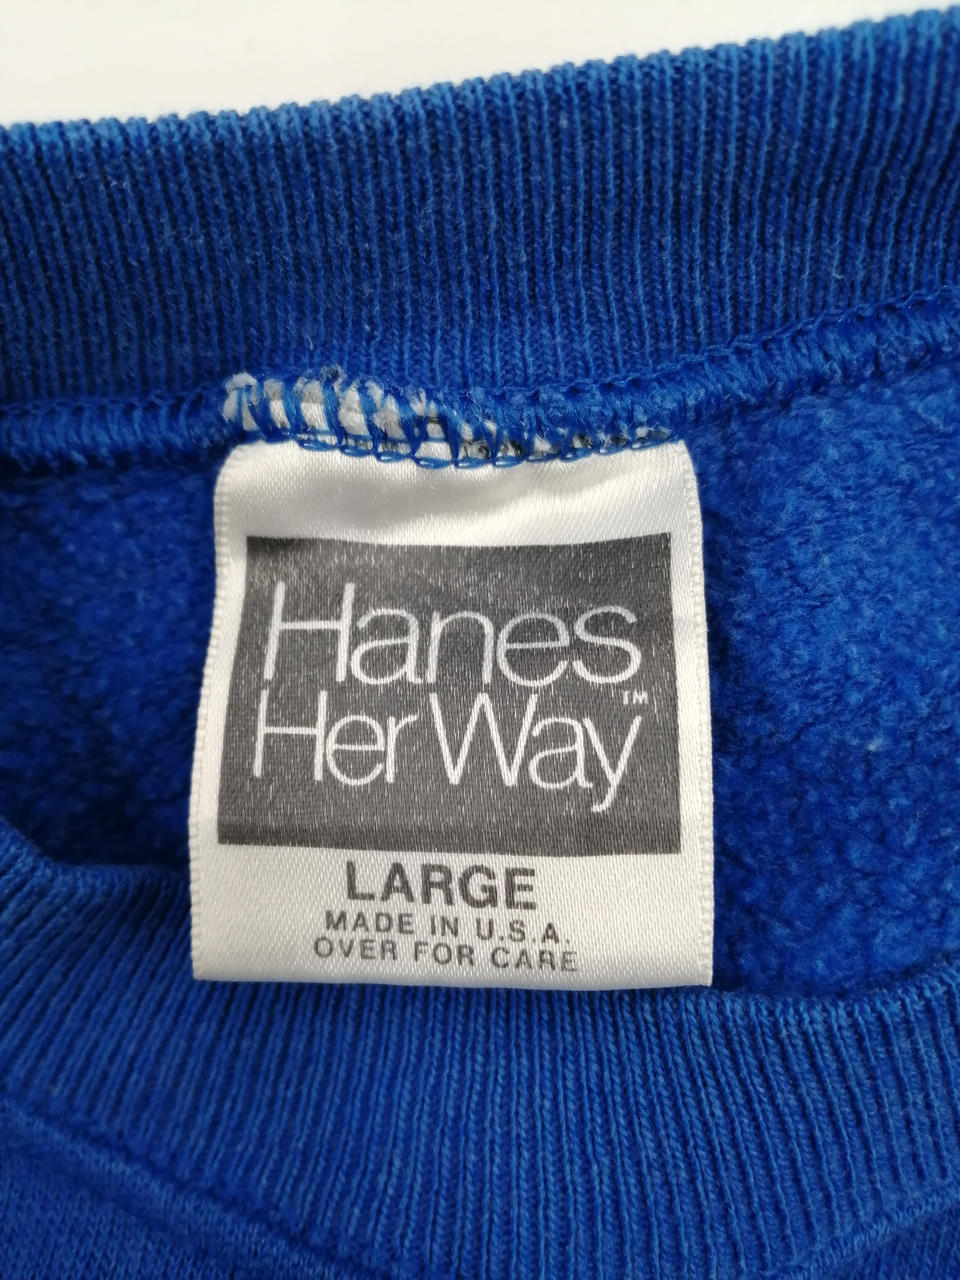 Hanes
Her Way™
LARGE
MADE IN U.S.A.
OVER FOR CARE